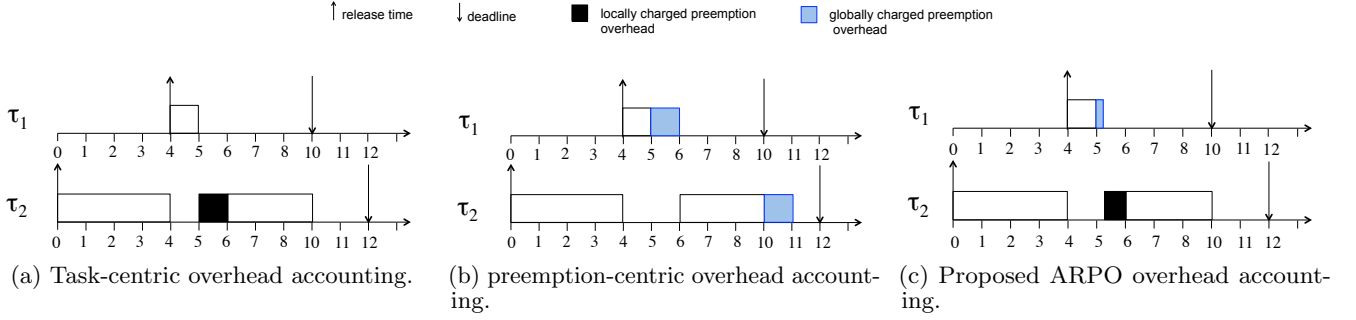 release time
deadline
locally charged preemption
overhead
globally charged preemption
overhead
τ1
0 1 2 3 4 5 6 7 8 9 10 11 12
τ2
0 1 2 3 4 5 6 7 8 9 10 11 12
(a) Task-centric overhead accounting.
τ1
0 1 2 3 4 5 6 7 8 9 10 11 12
τ2
0 1 2 3 4 5 6 7 8 9 10 11 12
(b) preemption-centric overhead account-
ing.
τ1
0 1 2 3 4 5 6 7 8 9 10 11 12
τ2
0 1 2 3 4 5 6 7 8 9 10 11 12
(c) Proposed ARPO overhead account-
ing.